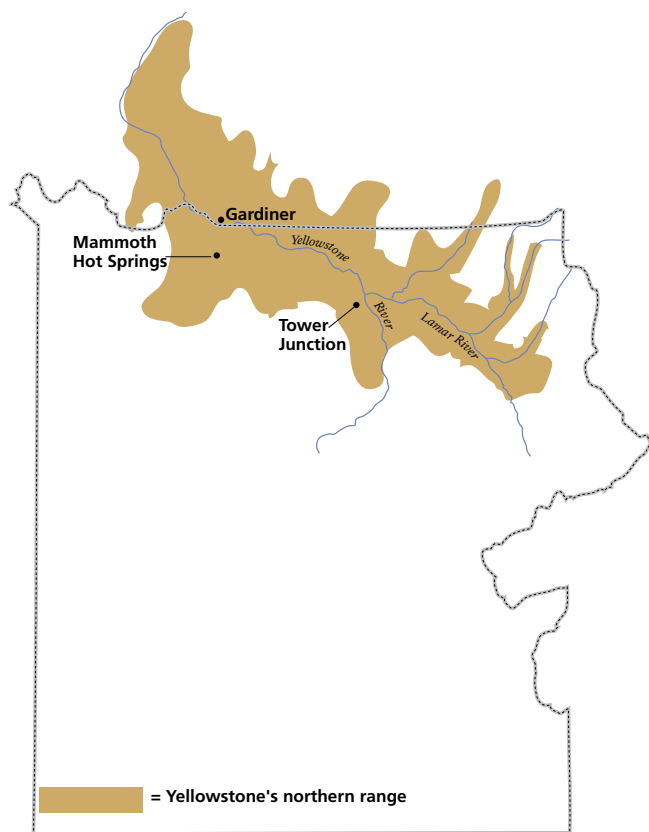 Gardiner
Mammoth
Hot Springs
Yellowstone
River
Tower
Junction
Lamar River
= Yellowstone's northern range